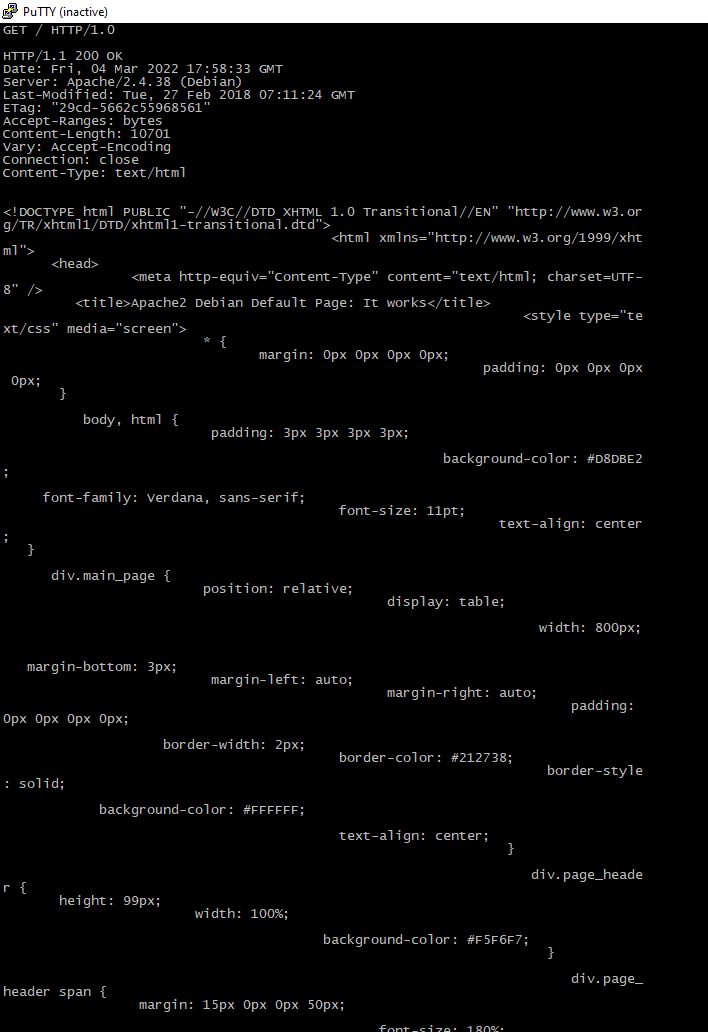 PuTTY (inactive)
GET / HTTP/1.0
HTTP/1.1 200 OK
Date: Fri, 04 Mar 2022 17:58:33 GMT
Server: Apache/2.4.38 (Debian)
Last-Modified: Tue, 27 Feb 2018 07:11:24 GMT
ETag: "29cd-5662c55968561"
Accept-Ranges: bytes
Content-Length: 10701
Vary: Accept-Encoding
Connection: close
Content-Type: text/html
<!DOCTYPE html PUBLIC "-//W3C//DTD XHTML 1.0 Transitional//EN" "http://www.w3.or
g/TR/xhtml1/DTD/xhtml1-transitional.dtd">
<html xmlns="http://www.w3.org/1999/xht
ml">
<head>
<meta http-equiv="Content-Type" content="text/html; charset=UTF-
8" />
<title>Apache2 Debian Default Page: It works</title>
<style type="te
xt/css" media="screen">
* {
margin: 0px 0px 0px 0px;
padding: 0px 0px 0px
0px;
}
body, html {
padding: 3px 3px 3px 3px;
background-color: #D8DBE2
;
font-family: Verdana, sans-serif;
font-size: 11pt;
text-align: center
;
}
div.main_page {
position: relative;
display: table;
width: 800px;
margin-bottom: 3px;
margin-left: auto;
margin-right: auto;
padding:
0px 0px 0px 0px;
border-width: 2px;
border-color: #212738;
border-style
: solid;
background-color: #FFFFFF;
text-align: center;
}
div.page_heade
r {
height: 99px;
width: 100%;
background-color: #F5F6F7;
}
div.page_
header span {
margin: 15px 0px 0px 50px;
font-size: 180%;